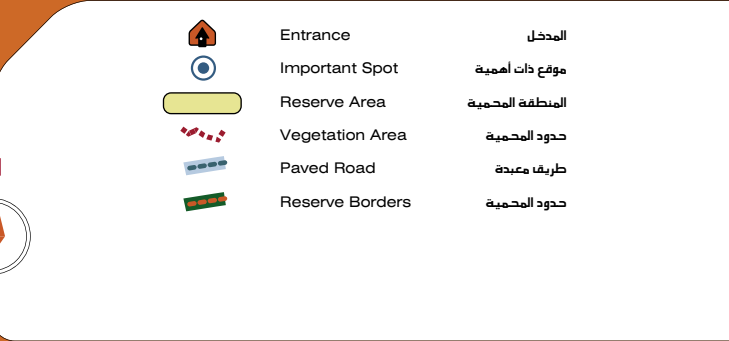 Entrance المدخل
Important Spot موقع ذات أهمية
Reserve Area المنطقة المحمية
Vegetation Area حدود المحمية
Paved Road طريق معبدة
Reserve Borders حدود المحمية